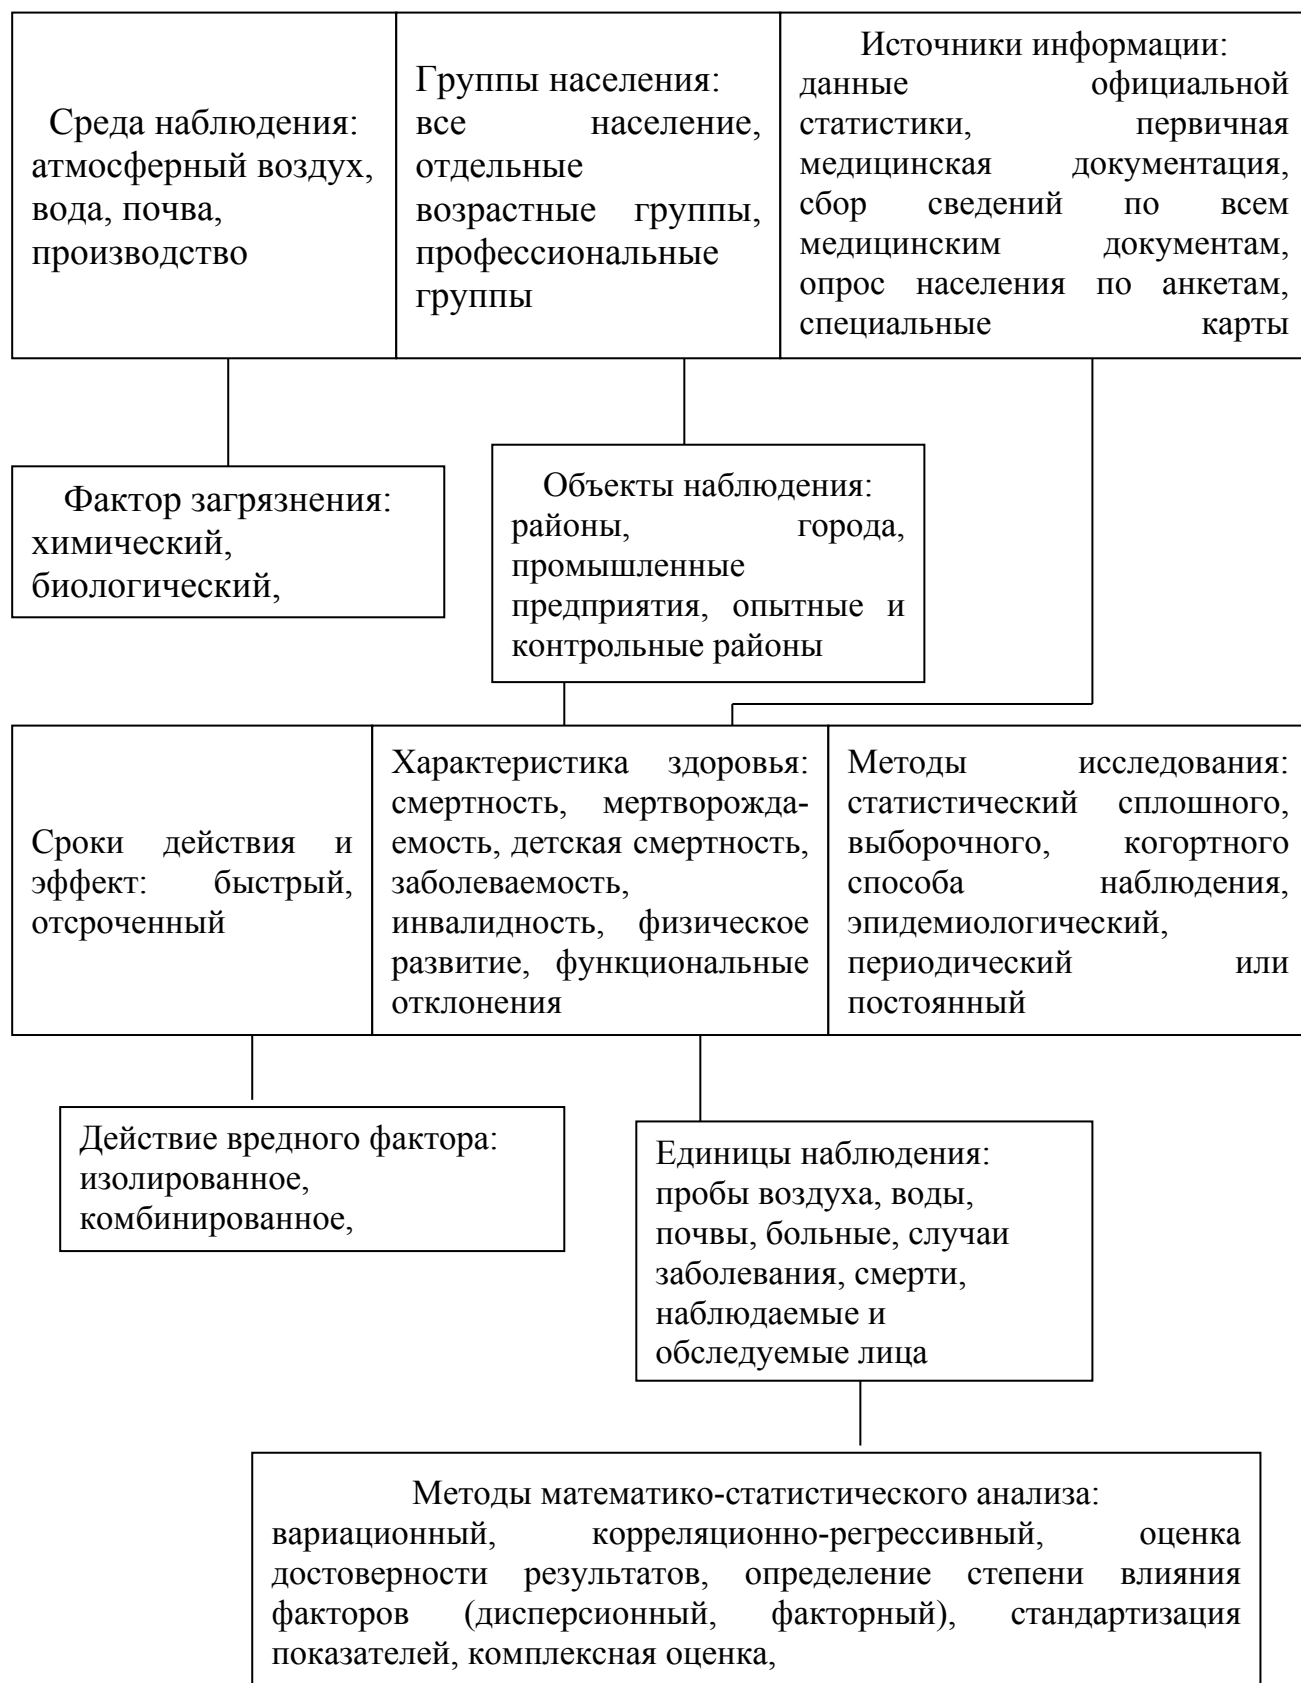 Среда наблюдения:
атмосферный воздух,
вода, почва,
производство
Группы населения:
все население,
отдельные
возрастные группы,
профессиональные
группы
Источники информации:
данные официальной
статистики, первичная
медицинская документация,
сбор сведений по всем
медицинским документам,
опрос населения по анкетам,
специальные карты
Фактор загрязнения:
химический,
биологический,
Объекты наблюдения:
районы, города,
промышленные
предприятия, опытные и
контрольные районы
Сроки действия и
эффект: быстрый,
отсроченный
Характеристика здоровья:
смертность, мертворожда-
емость, детская смертность,
заболеваемость,
инвалидность, физическое
развитие, функциональные
отклонения
Методы исследования:
статистический сплошного,
выборочного, когортного
способа наблюдения,
эпидемиологический,
периодический или
постоянный
Действие вредного фактора:
изолированное,
комбинированное,
Единицы наблюдения:
пробы воздуха, воды,
почвы, больные, случаи
заболевания, смерти,
наблюдаемые и
обследуемые лица
Методы математико-статистического анализа:
вариационный, корреляционно-регрессивный, оценка
достоверности результатов, определение степени влияния
факторов (дисперсионный, факторный), стандартизация
показателей, комплексная оценка,